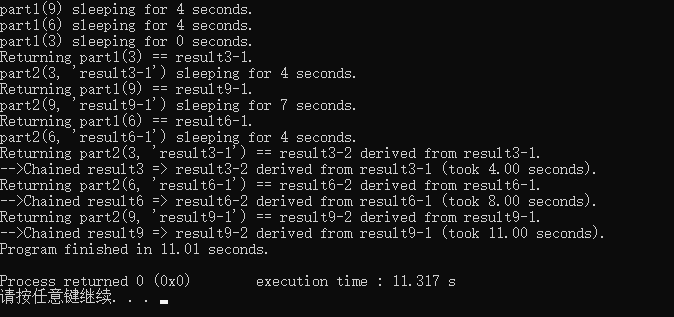 part1(9) sleeping for 4 seconds.
part1(6) sleeping for 4 seconds.
part1(3) sleeping for 0 seconds.
Returning part1(3) == result3-1.
part2(3, 'result3-1') sleeping for 4 seconds.
Returning part1(9) == result9-1.
part2(9, 'result9-1') sleeping for 7 seconds.
Returning part1(6) == result6-1.
part2(6, 'result6-1') sleeping for 4 seconds.
Returning part2(3, 'result3-1') == result3-2 derived from result3-1.
-->Chained result3 => result3-2 derived from result3-1 (took 4.00 seconds).
Returning part2(6, 'result6-1') == result6-2 derived from result6-1.
-->Chained result6 => result6-2 derived from result6-1 (took 8.00 seconds).
Returning part2(9, 'result9-1') == result9-2 derived from result9-1.
-->Chained result9 => result9-2 derived from result9-1 (took 11.00 seconds).
Program finished in 11.01 seconds.
Process returned 0 (0x0) execution time : 11.317 s
请按任意键继续. . .